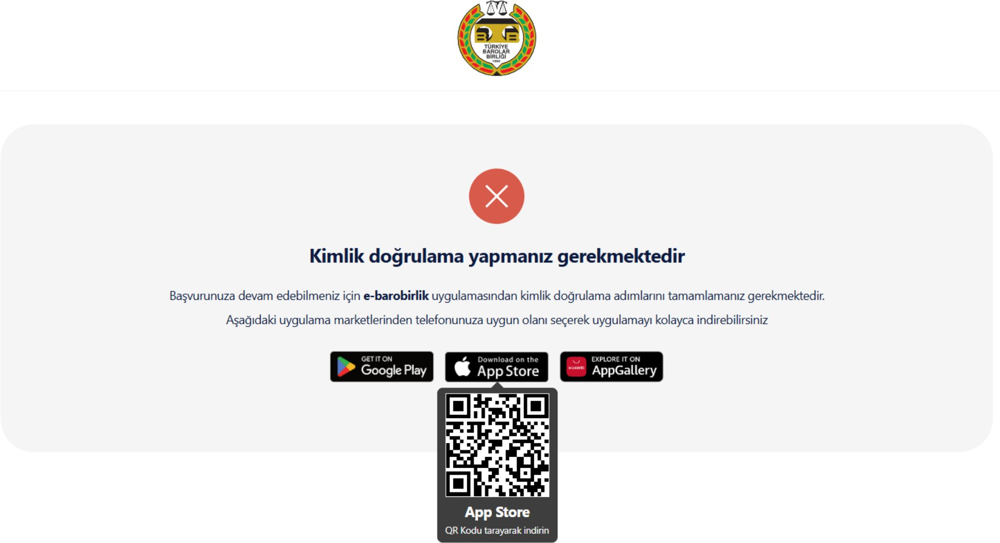 TÜRKİYE
BAROLAR
BİRLİĞİ
1969
Kimlik doğrulama yapmanız gerekmektedir
Başvurunuza devam edebilmeniz için e-barobirlik uygulamasından kimlik doğrulama adımlarını tamamlamanız gerekmektedir.
Aşağıdaki uygulama marketlerinden telefonunuza uygun olanı seçerek uygulamayı kolayca indirebilirsiniz
GET IT ON
Google Play
Download on the
App Store
HUAWEI
EXPLORE IT ON
AppGallery
App Store
QR Kodu tarayarak indirin